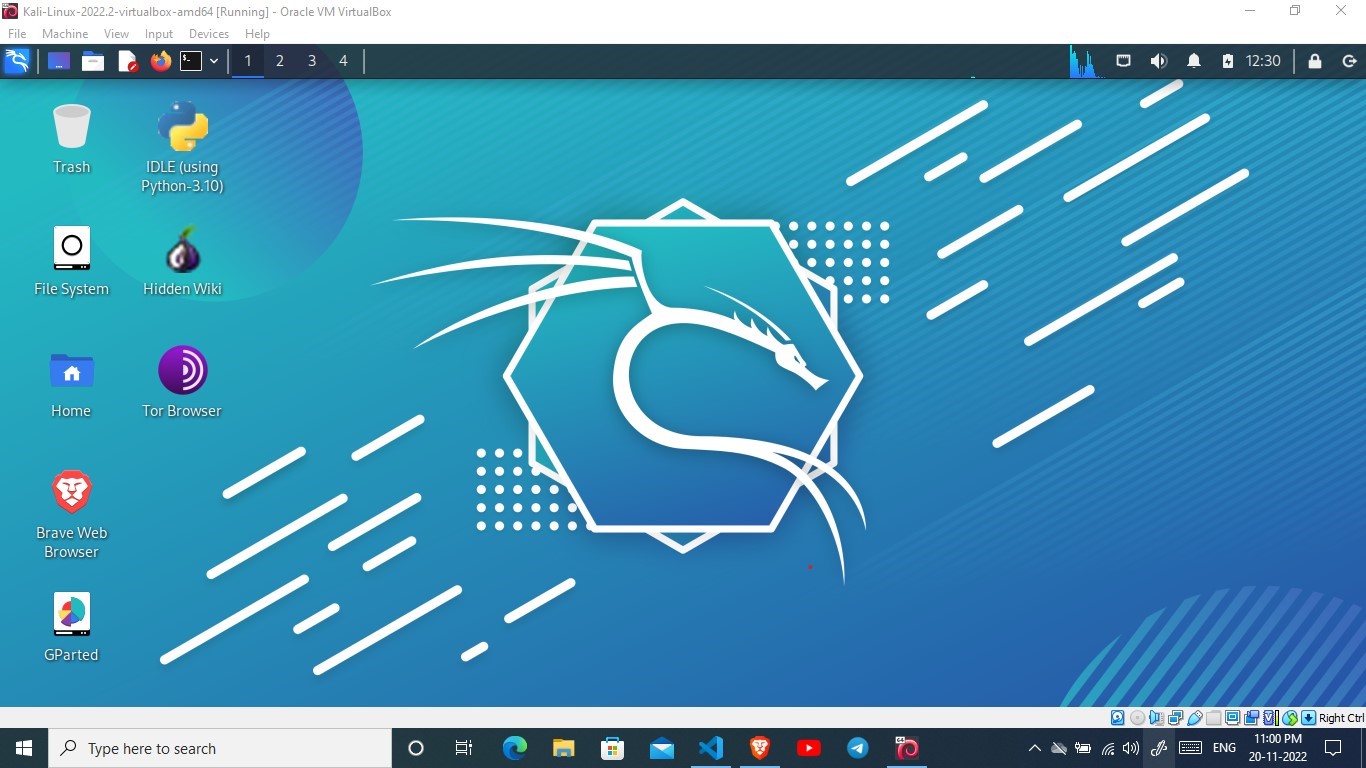 Kali-Linux-2022.2-virtualbox-amd64 [Running] - Oracle VM VirtualBox
File Machine View Input Devices Help
1 2 3 4 12:30
Trash
IDLE (using
Python-3.10)
File System
Hidden Wiki
Home
Tor Browser
Brave Web
Browser
GParted
Right Ctrl
Type here to search
ENG
11:00 PM
20-11-2022